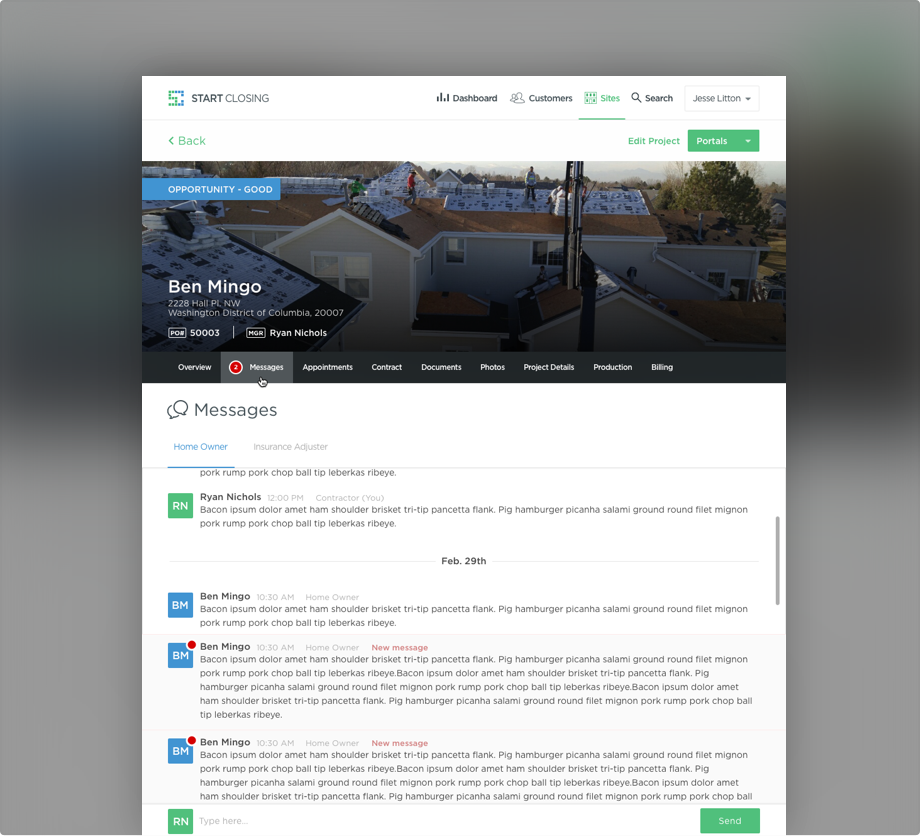 START CLOSING
Dashboard
Customers
Sites
Search
Jesse Litton
Back
Edit Project
Portals
OPPORTUNITY - GOOD
Ben Mingo
2228 Hall Pl. NW
Washington District of Columbia, 20007
PO# 50003
MGR Ryan Nichols
Overview
2 Messages
Appointments
Contract
Documents
Photos
Project Details
Production
Billing
Messages
Home Owner
Insurance Adjuster
pork rump pork chop ball tip leberkas ribeye.
RN
Ryan Nichols 12:00 PM Contractor (You)
Bacon ipsum dolor amet ham shoulder brisket tri-tip pancetta flank. Pig hamburger picanha salami ground round filet mignon
pork rump pork chop ball tip leberkas ribeye.
Feb. 29th
BM
Ben Mingo 10:30 AM Home Owner
Bacon ipsum dolor amet ham shoulder brisket tri-tip pancetta flank. Pig hamburger picanha salami ground round filet mignon
pork rump pork chop ball tip leberkas ribeye.
BM
Ben Mingo 10:30 AM Home Owner New message
Bacon ipsum dolor amet ham shoulder brisket tri-tip pancetta flank. Pig hamburger picanha salami ground round filet mignon
pork rump pork chop ball tip leberkas ribeye.Bacon ipsum dolor amet ham shoulder brisket tri-tip pancetta flank. Pig
hamburger picanha salami ground round filet mignon pork rump pork chop ball tip leberkas ribeye.Bacon ipsum dolor amet
ham shoulder brisket tri-tip pancetta flank. Pig hamburger picanha salami ground round filet mignon pork rump pork chop ball
tip leberkas ribeye.
BM
Ben Mingo 10:30 AM Home Owner New message
Bacon ipsum dolor amet ham shoulder brisket tri-tip pancetta flank. Pig hamburger picanha salami ground round filet mignon
pork rump pork chop ball tip leberkas ribeye.Bacon ipsum dolor amet ham shoulder brisket tri-tip pancetta flank. Pig
hamburger picanha salami ground round filet mignon pork rump pork chop ball tip leberkas ribeye.Bacon ipsum dolor amet
ham shoulder brisket tri-tip pancetta flank. Pig hamburger picanha salami ground round filet mignon pork rump pork chop ball
RN
Type here...
Send